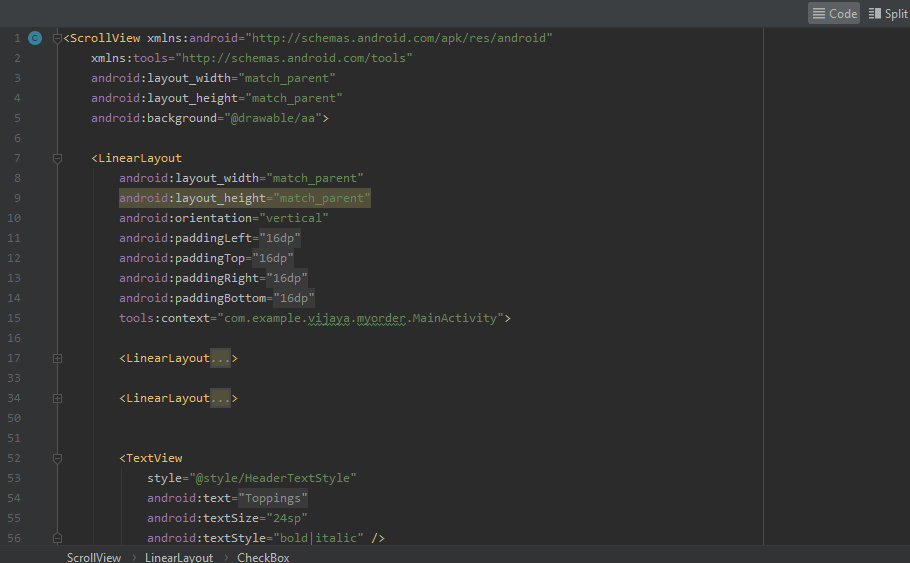 Code Split
1 C <ScrollView xmlns:android="http://schemas.android.com/apk/res/android"
2 xmlns:tools="http://schemas.android.com/tools"
3 android:layout_width="match_parent"
4 android:layout_height="match_parent"
5 android:background="@drawable/aa">
6
7 <LinearLayout
8 android:layout_width="match_parent"
9 android:layout_height="match_parent"
10 android:orientation="vertical"
11 android:paddingLeft="16dp"
12 android:paddingTop="16dp"
13 android:paddingRight="16dp"
14 android:paddingBottom="16dp"
15 tools:context="com.example.vijaya.myorder.MainActivity">
16
17 <LinearLayout...>
33
34 <LinearLayout...>
50
51
52 <TextView
53 style="@style/HeaderTextStyle"
54 android:text="Toppings"
55 android:textSize="24sp"
56 android:textStyle="bold|italic" />
ScrollView › LinearLayout › CheckBox